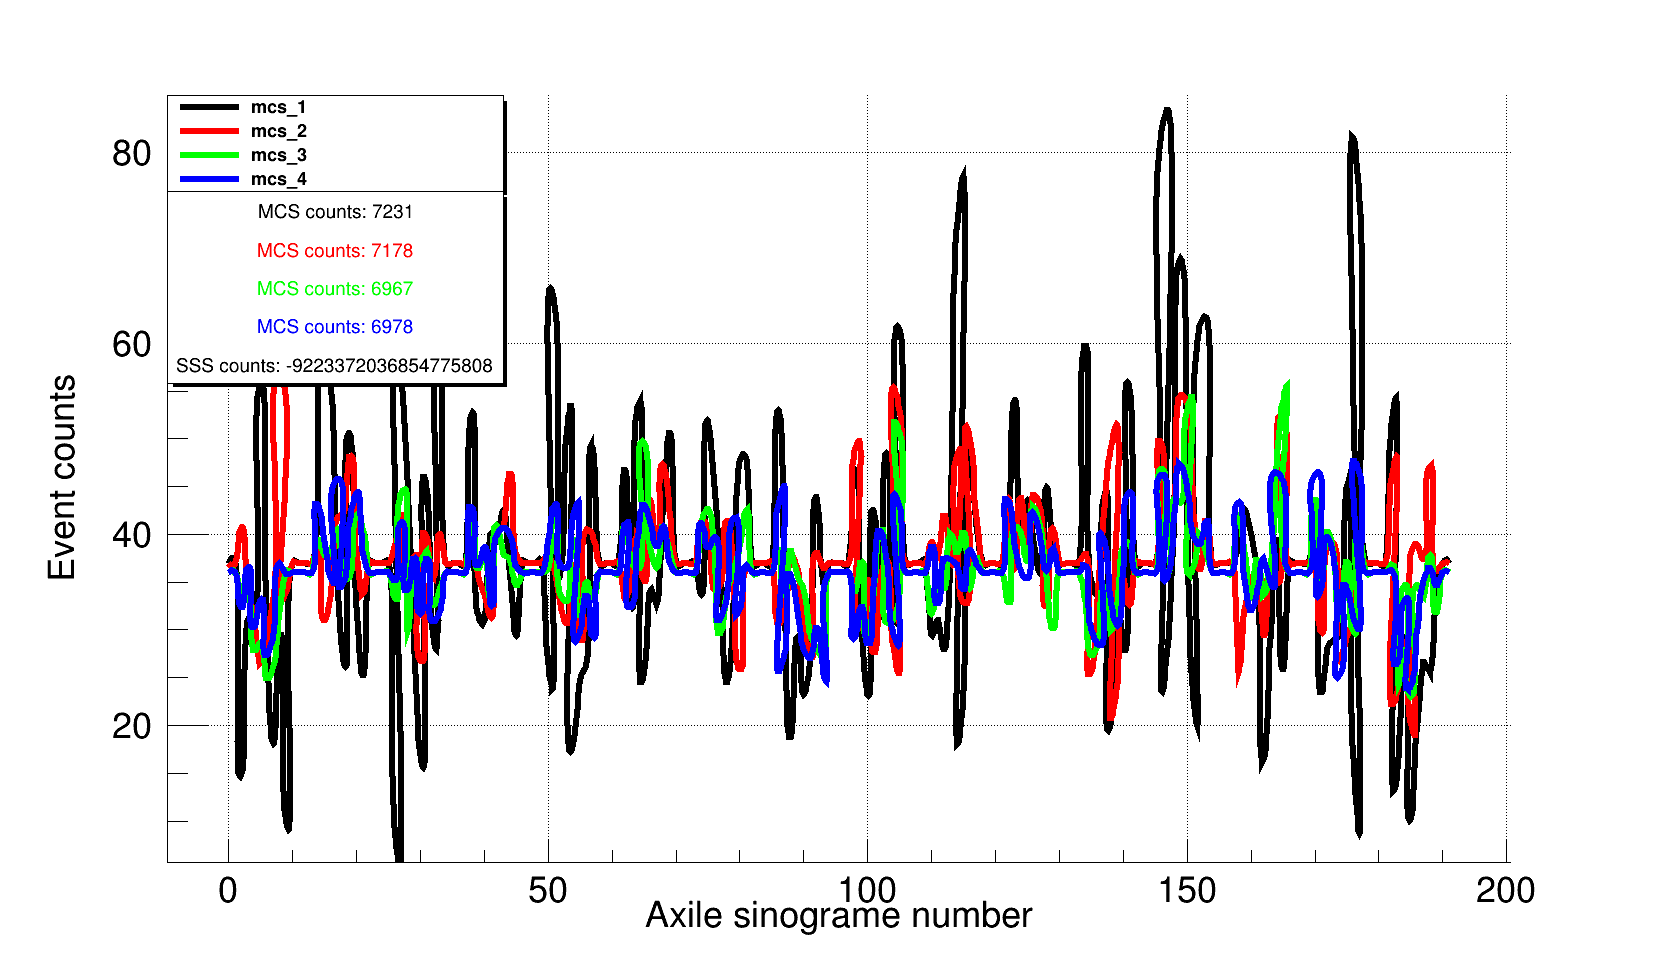 mcs_1
mcs_2
mcs_3
mcs_4
MCS counts: 7231
MCS counts: 7178
MCS counts: 6967
MCS counts: 6978
SSS counts: -9223372036854775808
80
60
40
20
Event counts
0 50 100 150 200
Axile sinograme number